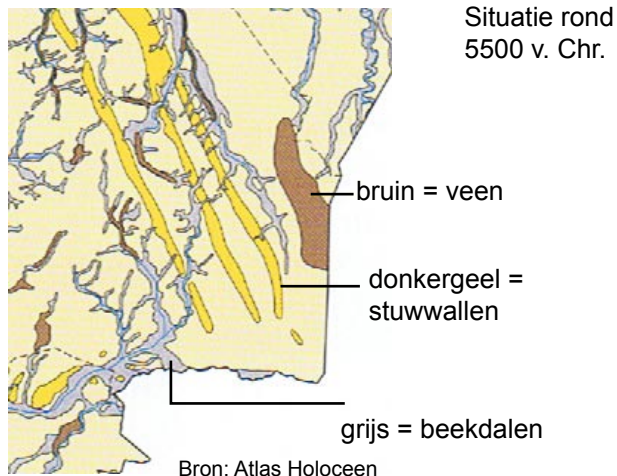 Situatie rond
5500 v. Chr.
bruin = veen
donkergeel =
stuwwallen
grijs = beekdalen
Bron: Atlas Holoceen